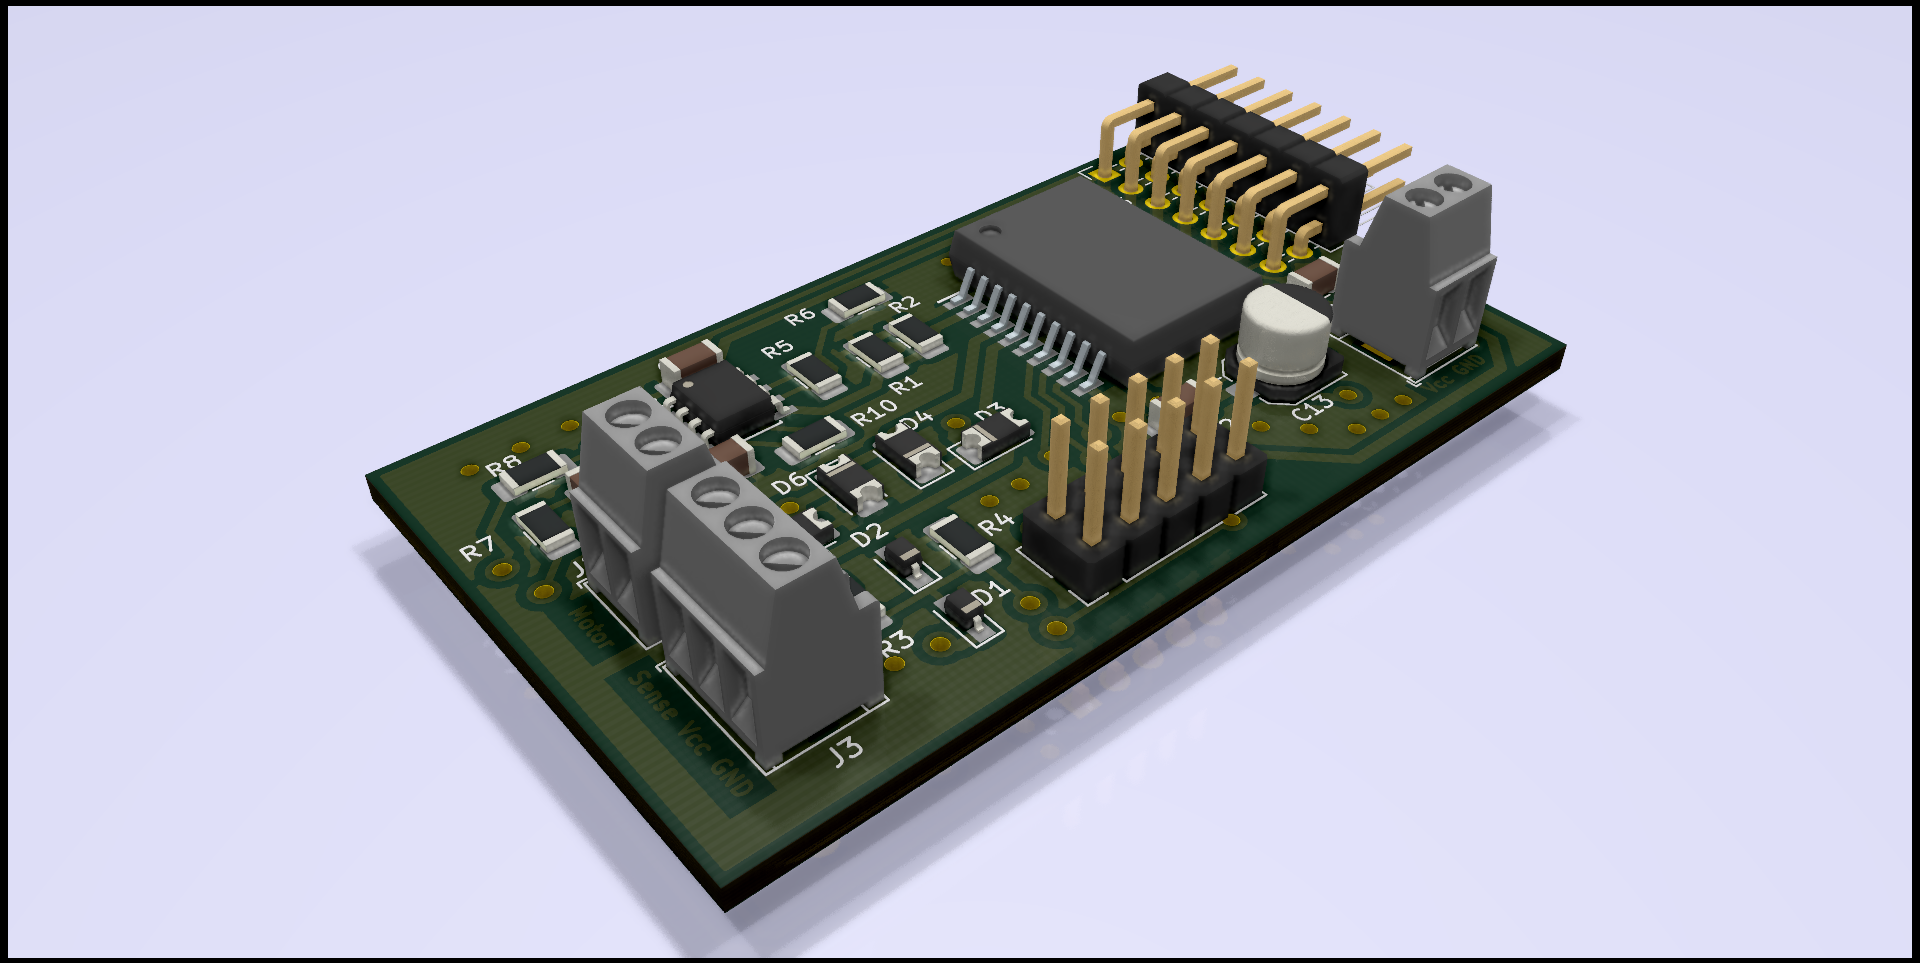 R6
R2
R5
R1
R10
D4
D3
C13
Vcc GND
R8
D6
R4
D2
R7
D1
R3
Motor
Sense Vcc GND
J3